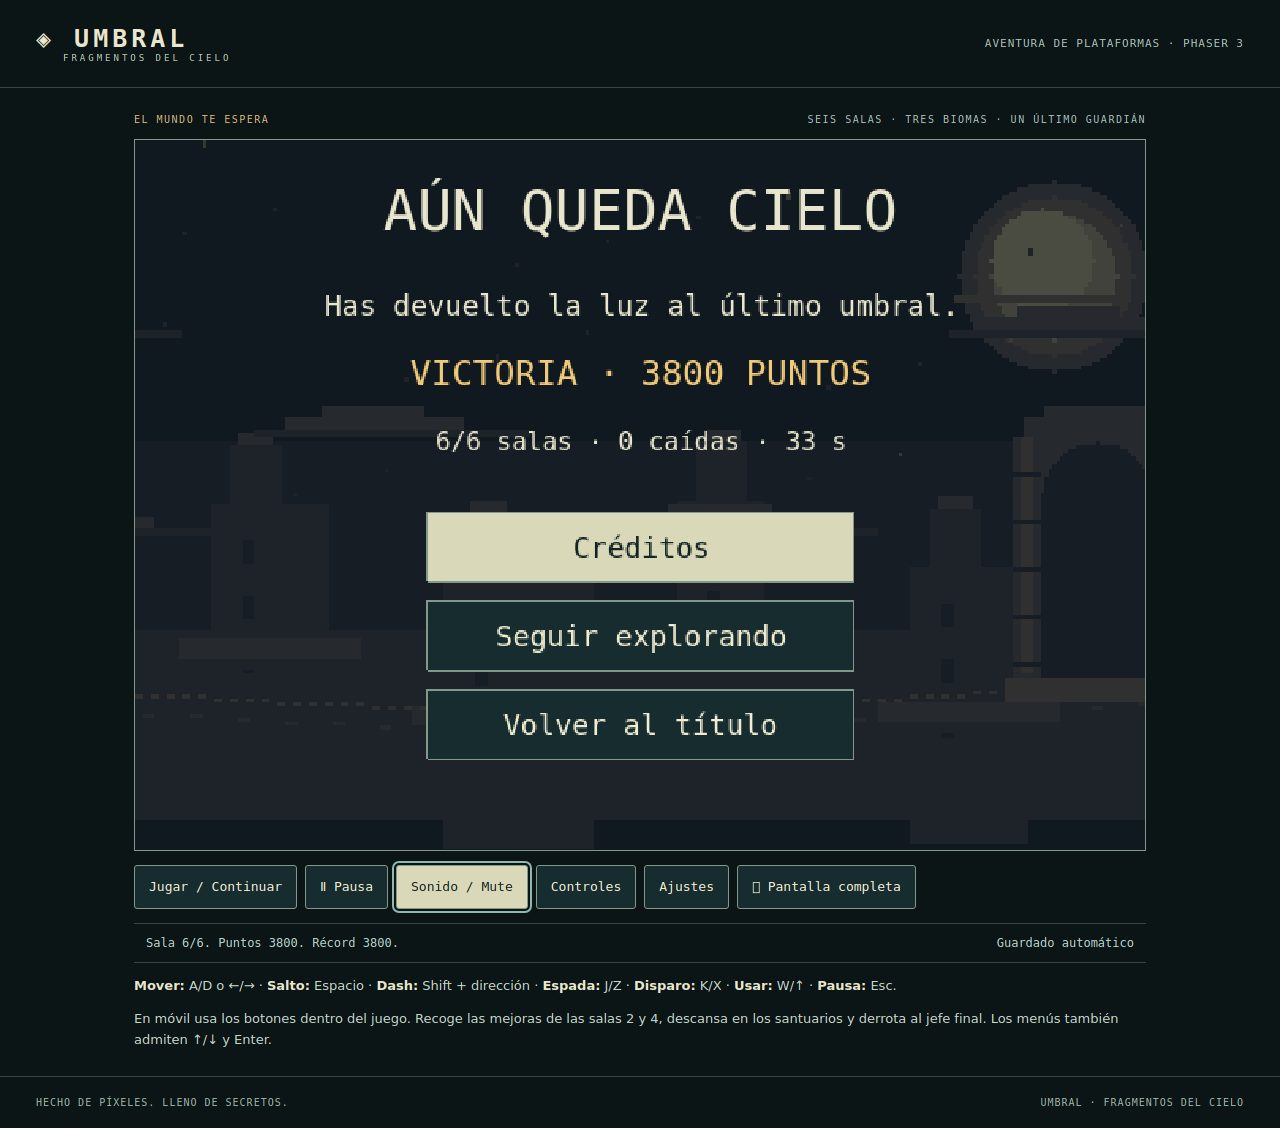 ◈ UMBRAL
FRAGMENTOS DEL CIELO
AVENTURA DE PLATAFORMAS · PHASER 3
EL MUNDO TE ESPERA
SEIS SALAS · TRES BIOMAS · UN ÚLTIMO GUARDIÁN
AÚN QUEDA CIELO
Has devuelto la luz al último umbral.
VICTORIA · 3800 PUNTOS
6/6 salas · 0 caídas · 33 s
Créditos
Seguir explorando
Volver al título
Jugar / Continuar
Ⅱ Pausa
Sonido / Mute
Controles
Ajustes
Pantalla completa
Sala 6/6. Puntos 3800. Récord 3800.
Guardado automático
Mover: A/D o ←/→ · Salto: Espacio · Dash: Shift + dirección · Espada: J/Z · Disparo: K/X · Usar: W/↑ · Pausa: Esc.
En móvil usa los botones dentro del juego. Recoge las mejoras de las salas 2 y 4, descansa en los santuarios y derrota al jefe final. Los menús también
admiten ↑/↓ y Enter.
HECHO DE PÍXELES. LLENO DE SECRETOS.
UMBRAL · FRAGMENTOS DEL CIELO